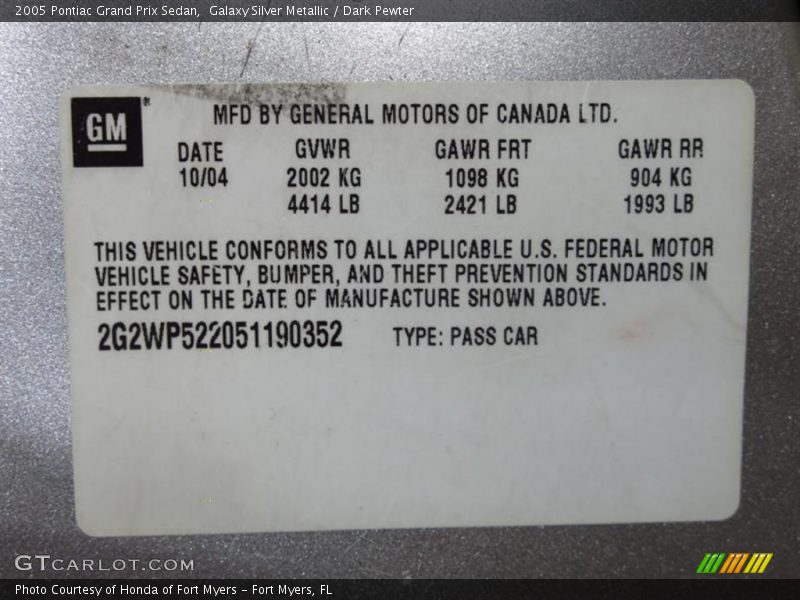 2005 Pontiac Grand Prix Sedan, Galaxy Silver Metallic / Dark Pewter
GM
MFD BY GENERAL MOTORS OF CANADA LTD.
DATE GVWR GAWR FRT GAWR RR
10/04 2002 KG 1098 KG 904 KG
4414 LB 2421 LB 1993 LB
THIS VEHICLE CONFORMS TO ALL APPLICABLE U.S. FEDERAL MOTOR
VEHICLE SAFETY, BUMPER, AND THEFT PREVENTION STANDARDS IN
EFFECT ON THE DATE OF MANUFACTURE SHOWN ABOVE.
2G2WP522051190352 TYPE: PASS CAR
GTCARLOT.COM
Photo Courtesy of Honda of Fort Myers - Fort Myers, FL